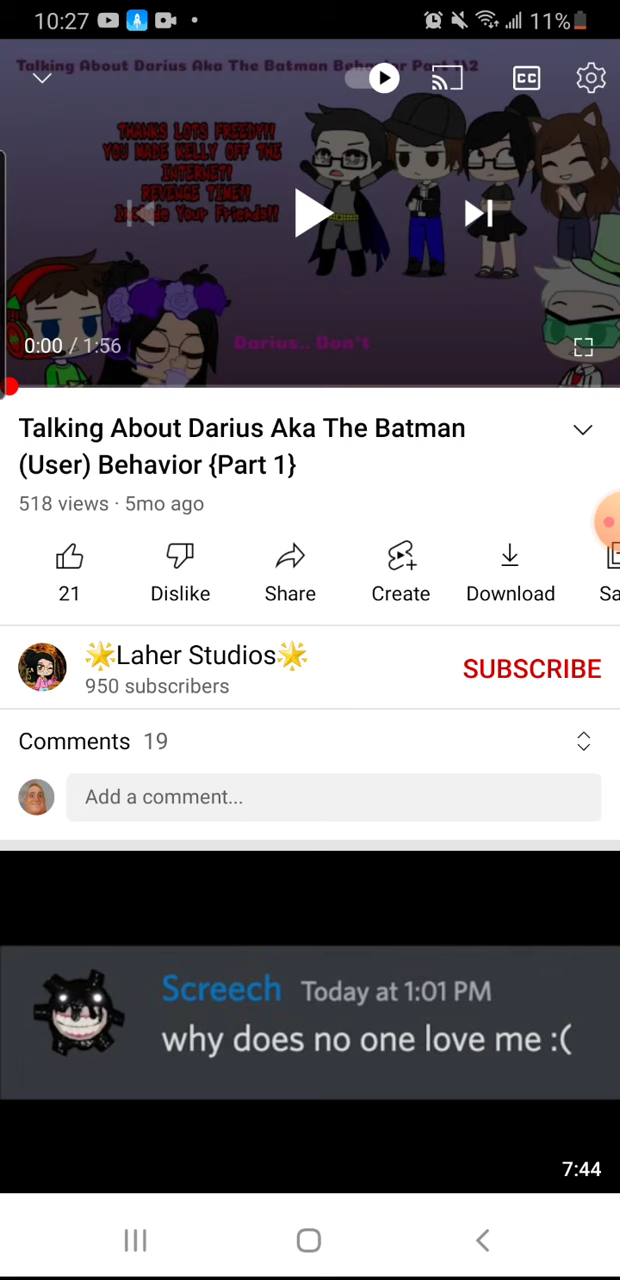 10:27
11%
Talking About Darius Aka The Batman Behavior Part 1\2
THANKS LOTS FREEDY!!!
YOU MADE KELLY OFF THE
INTERNET!!
REVENGE TIME!!
Include Your Friends!!
CC
0:00 / 1:56
Darius.. Don't
Talking About Darius Aka The Batman
(User) Behavior {Part 1}
518 views · 5mo ago
21 Dislike Share Create Download Sa
🌟Laher Studios🌟
950 subscribers
SUBSCRIBE
Comments 19
Add a comment...
Screech Today at 1:01 PM
why does no one love me :(
7:44